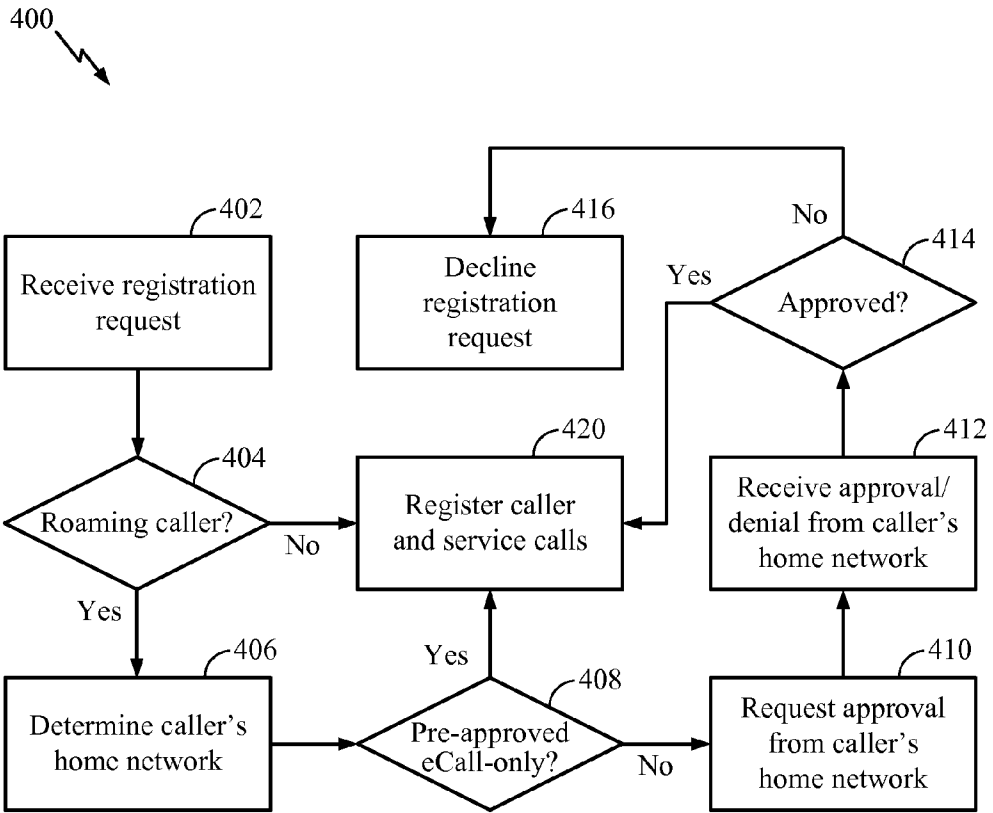 400
402
Receive registration
request
404
Roaming caller?
No
Yes
406
Determine caller's
home network
416
Decline
registration
request
420
Register caller
and service calls
Yes
408
Pre-approved
eCall-only?
No
No
414
Yes
Approved?
412
Receive approval/
denial from caller's
home network
410
Request approval
from caller's
home network